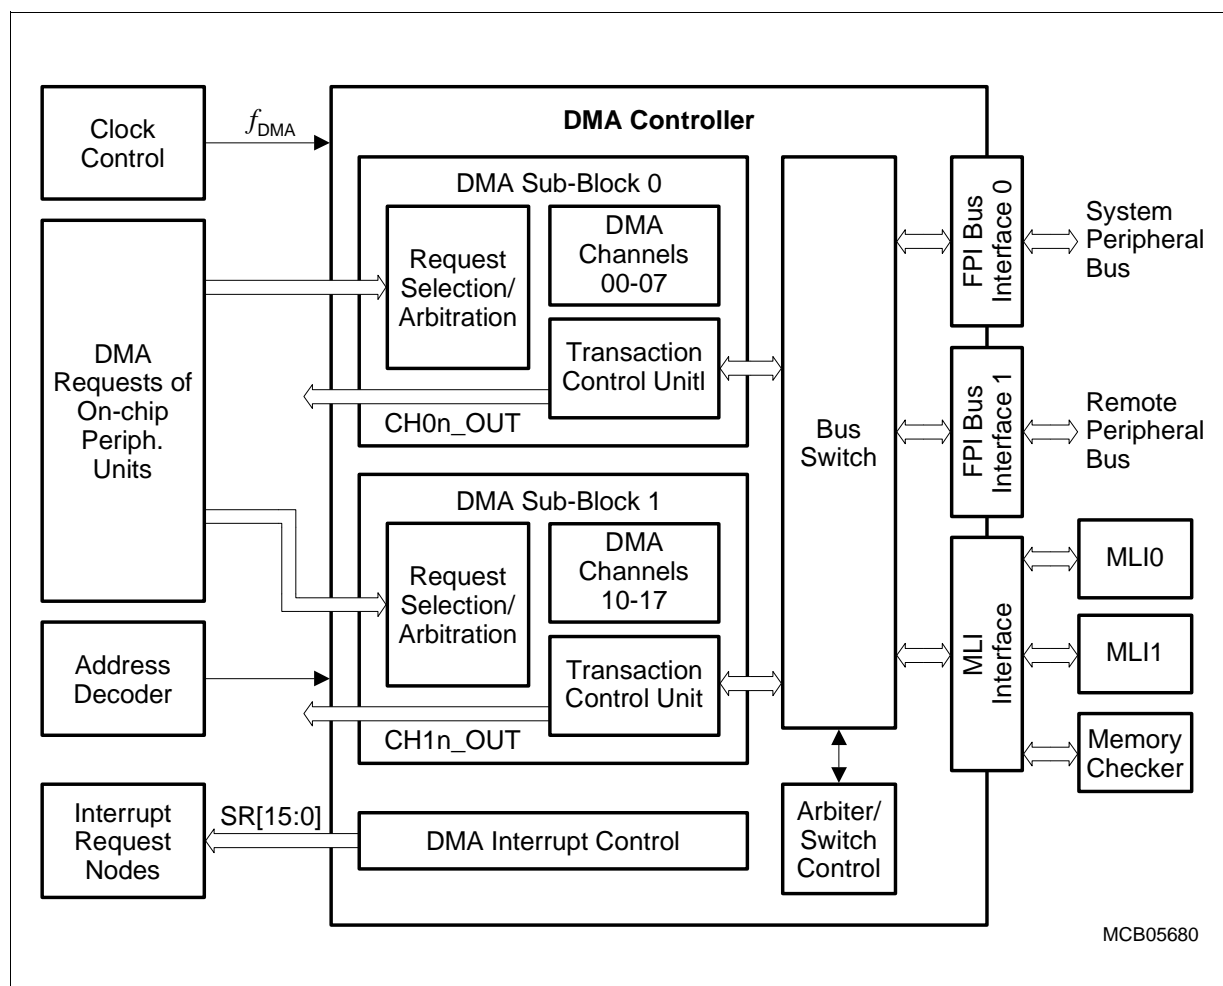 Clock
Control
fDMA
DMA Controller
DMA Sub-Block 0
Request
Selection/
Arbitration
DMA
Channels
00-07
Transaction
Control Unitl
CH0n_OUT
DMA
Requests of
On-chip
Periph.
Units
DMA Sub-Block 1
Request
Selection/
Arbitration
DMA
Channels
10-17
Transaction
Control Unit
CH1n_OUT
Address
Decoder
Interrupt
Request
Nodes
SR[15:0]
DMA Interrupt Control
Bus
Switch
Arbiter/
Switch
Control
FPI Bus
Interface 0
System
Peripheral
Bus
FPI Bus
Interface 1
Remote
Peripheral
Bus
MLI
Interface
MLI0
MLI1
Memory
Checker
MCB05680